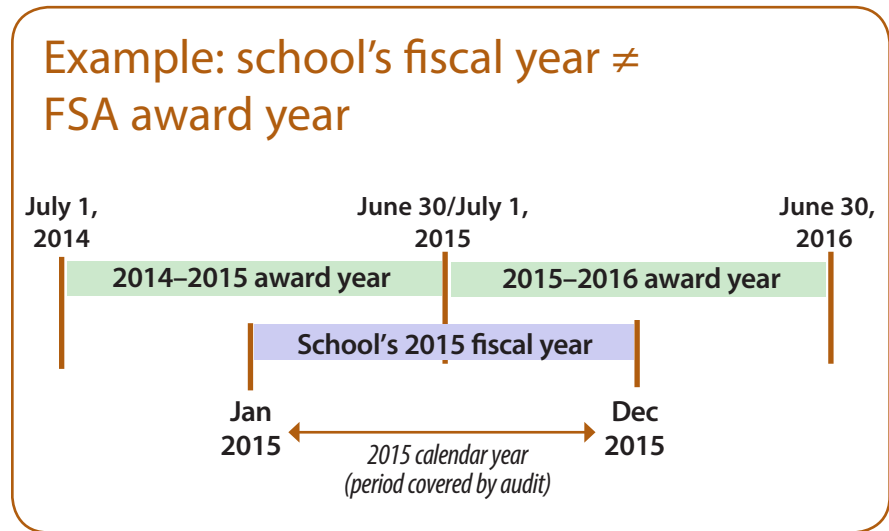 Example: school's fiscal year ≠
FSA award year
July 1,
2014
June 30/July 1,
2015
June 30,
2016
2014–2015 award year
2015–2016 award year
School's 2015 fiscal year
Jan
2015
Dec
2015
2015 calendar year
(period covered by audit)